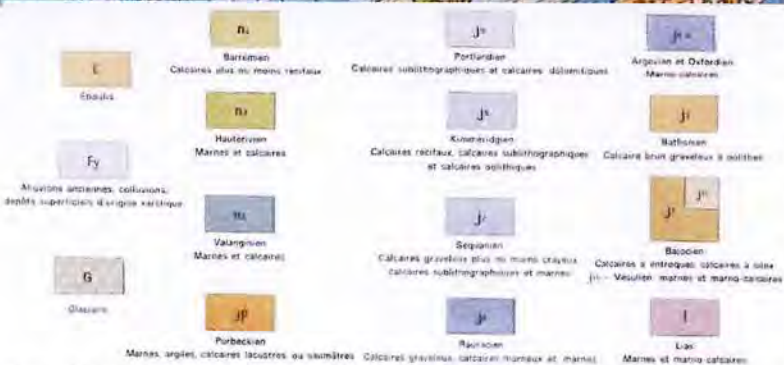 E
Eboulis
Fy
Alluvions anciennes, colluvions,
dépôts superficiels d'origine karstique
G
Glaciaire
n4
Barrémien
Calcaires plus ou moins récifaux
n3
Hauterivien
Marnes et calcaires
n2
Valanginien
Marnes et calcaires
jp
Purbeckien
Marnes, argiles, calcaires lacustres, ou saumâtres
j9
Portlandien
Calcaires sublithographiques et calcaires dolomitiques
j8
Kimméridgien
Calcaires récifaux, calcaires sublithographiques
et calcaires oolithiques
j7
Séquanien
Calcaires graveleux plus ou moins crayeux
calcaires sublithographiques et marnes
Rauracien
Calcaires graveleux, calcaires marneux et marnes
Argovien et Oxfordien
Marno-calcaires
Bathonien
Calcaire brun graveleux à oolithes
Bajocien
Calcaires à entroques, calcaires à silex
Vésulien, marnes et marno-calcaires
l
Lias
Marnes et marno-calcaires